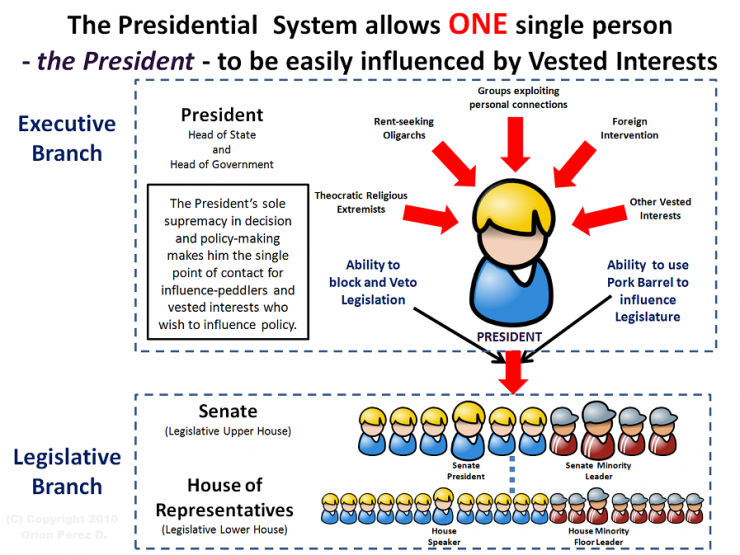 The Presidential System allows ONE single person
- the President - to be easily influenced by Vested Interests
Executive
Branch
President
Head of State
and
Head of Government
The President's sole
supremacy in decision
and policy-making
makes him the single
point of contact for
influence-peddlers and
vested interests who
wish to influence policy.
Groups exploiting
personal connections
Rent-seeking
Oligarchs
Foreign
Intervention
Theocratic Religious
Extremists
Other Vested
Interests
Ability to
block and Veto
Legislation
Ability to use
Pork Barrel to
influence
Legislature
PRESIDENT
Legislative
Branch
Senate
(Legislative Upper House)
Senate
President
Senate Minority
Leader
House of
Representatives
(Legislative Lower House)
House
Speaker
House Minority
Floor Leader
(C) Copyright 2010
Orion Pérez D.